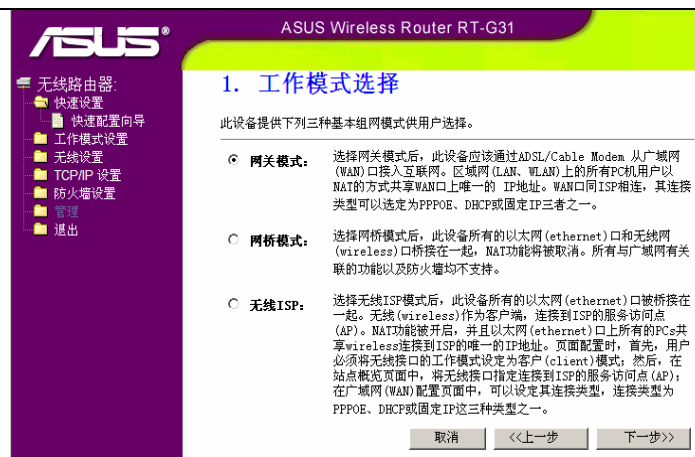 ASUS Wireless Router RT-G31
/SUS®
无线路由器:
快速设置
快速配置向导
工作模式设置
无线设置
TCP/IP 设置
防火墙设置
管理
退出
1. 工作模式选择
此设备提供下列三种基本组网模式供用户选择。
网关模式: 选择网关模式后，此设备应该通过ADSL/Cable Modem 从广域网
(WAN)口接入互联网。区域网(LAN、WLAN)上的所有PC机用户以
NAT的方式共享WAN口上唯一的 IP地址。WAN口同ISP相连，其连接
类型可以选定为PPPOE、DHCP或固定IP三者之一。
网桥模式: 选择网桥模式后，此设备所有的以太网(ethernet)口和无线网
(wireless)口桥接在一起，NAT功能将被取消。所有与广域网有关
联的功能以及防火墙均不支持。
无线ISP: 选择无线ISP模式后，此设备所有的以太网(ethernet)口被桥接在
一起。无线(wireless)作为客户端，连接到ISP的服务访问点
(AP)。NAT功能被开启，并且以太网(ethernet)口上所有的PCs共
享wireless连接到ISP的唯一的IP地址。页面配置时，首先，用户
必须将无线接口的工作模式设定为客户(client)模式；然后，在
站点概览页面中，将无线接口指定连接到ISP的服务访问点(AP)；
在广域网(WAN)配置页面中，可以设定其连接类型，连接类型为
PPPOE、DHCP或固定IP这三种类型之一。
取消 <<上一步 下一步>>